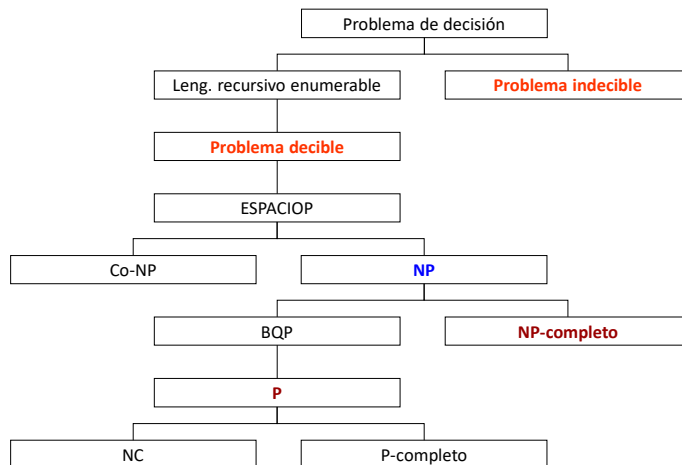 Problema de decisión
Leng. recursivo enumerable
Problema indecible
Problema decible
ESPACIOP
Co-NP
NP
BQP
NP-completo
P
NC
P-completo